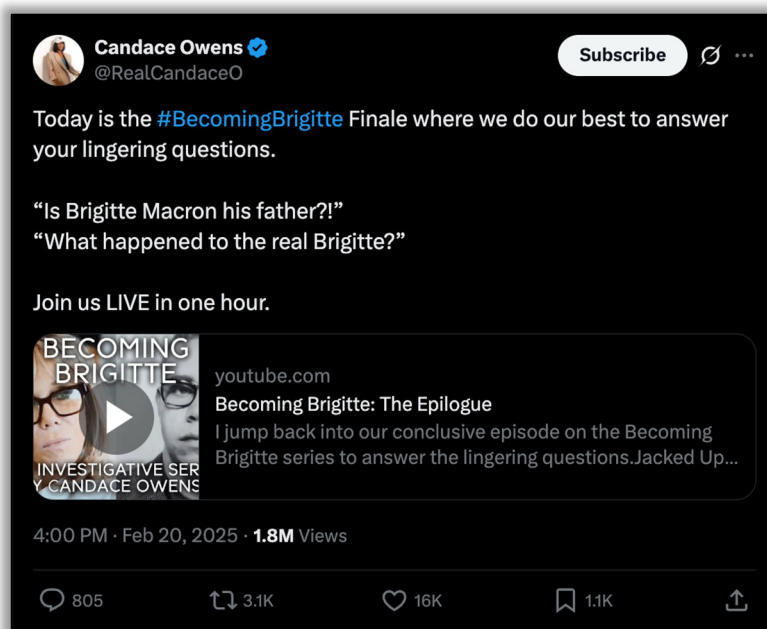 Candace Owens
@RealCandaceO
Subscribe
Today is the #BecomingBrigitte Finale where we do our best to answer
your lingering questions.
“Is Brigitte Macron his father?!”
“What happened to the real Brigitte?”
Join us LIVE in one hour.
BECOMING
BRIGITTE
INVESTIGATIVE SER
Y CANDACE OWENS
youtube.com
Becoming Brigitte: The Epilogue
I jump back into our conclusive episode on the Becoming
Brigitte series to answer the lingering questions.Jacked Up...
4:00 PM · Feb 20, 2025 · 1.8M Views
805
3.1K
16K
1.1K